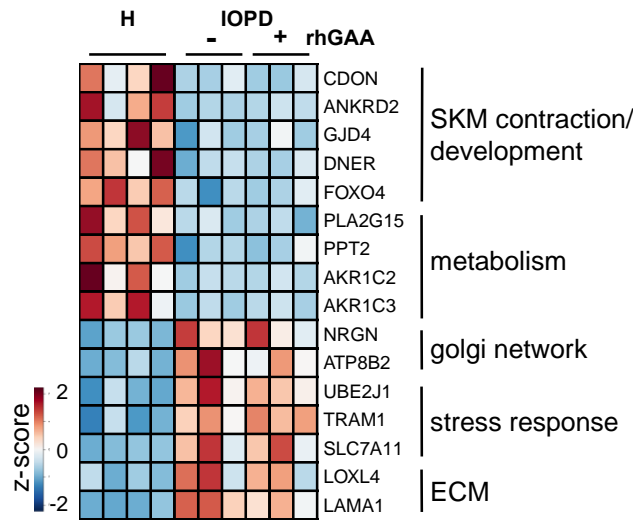 H IOPD
- + rhGAA
CDON
ANKRD2
GJD4
DNER
FOXO4
SKM contraction/
development
PLA2G15
PPT2
AKR1C2
AKR1C3
metabolism
NRGN
ATP8B2
golgi network
UBE2J1
TRAM1
SLC7A11
stress response
LOXL4
LAMA1
ECM
z-score
2
0
-2